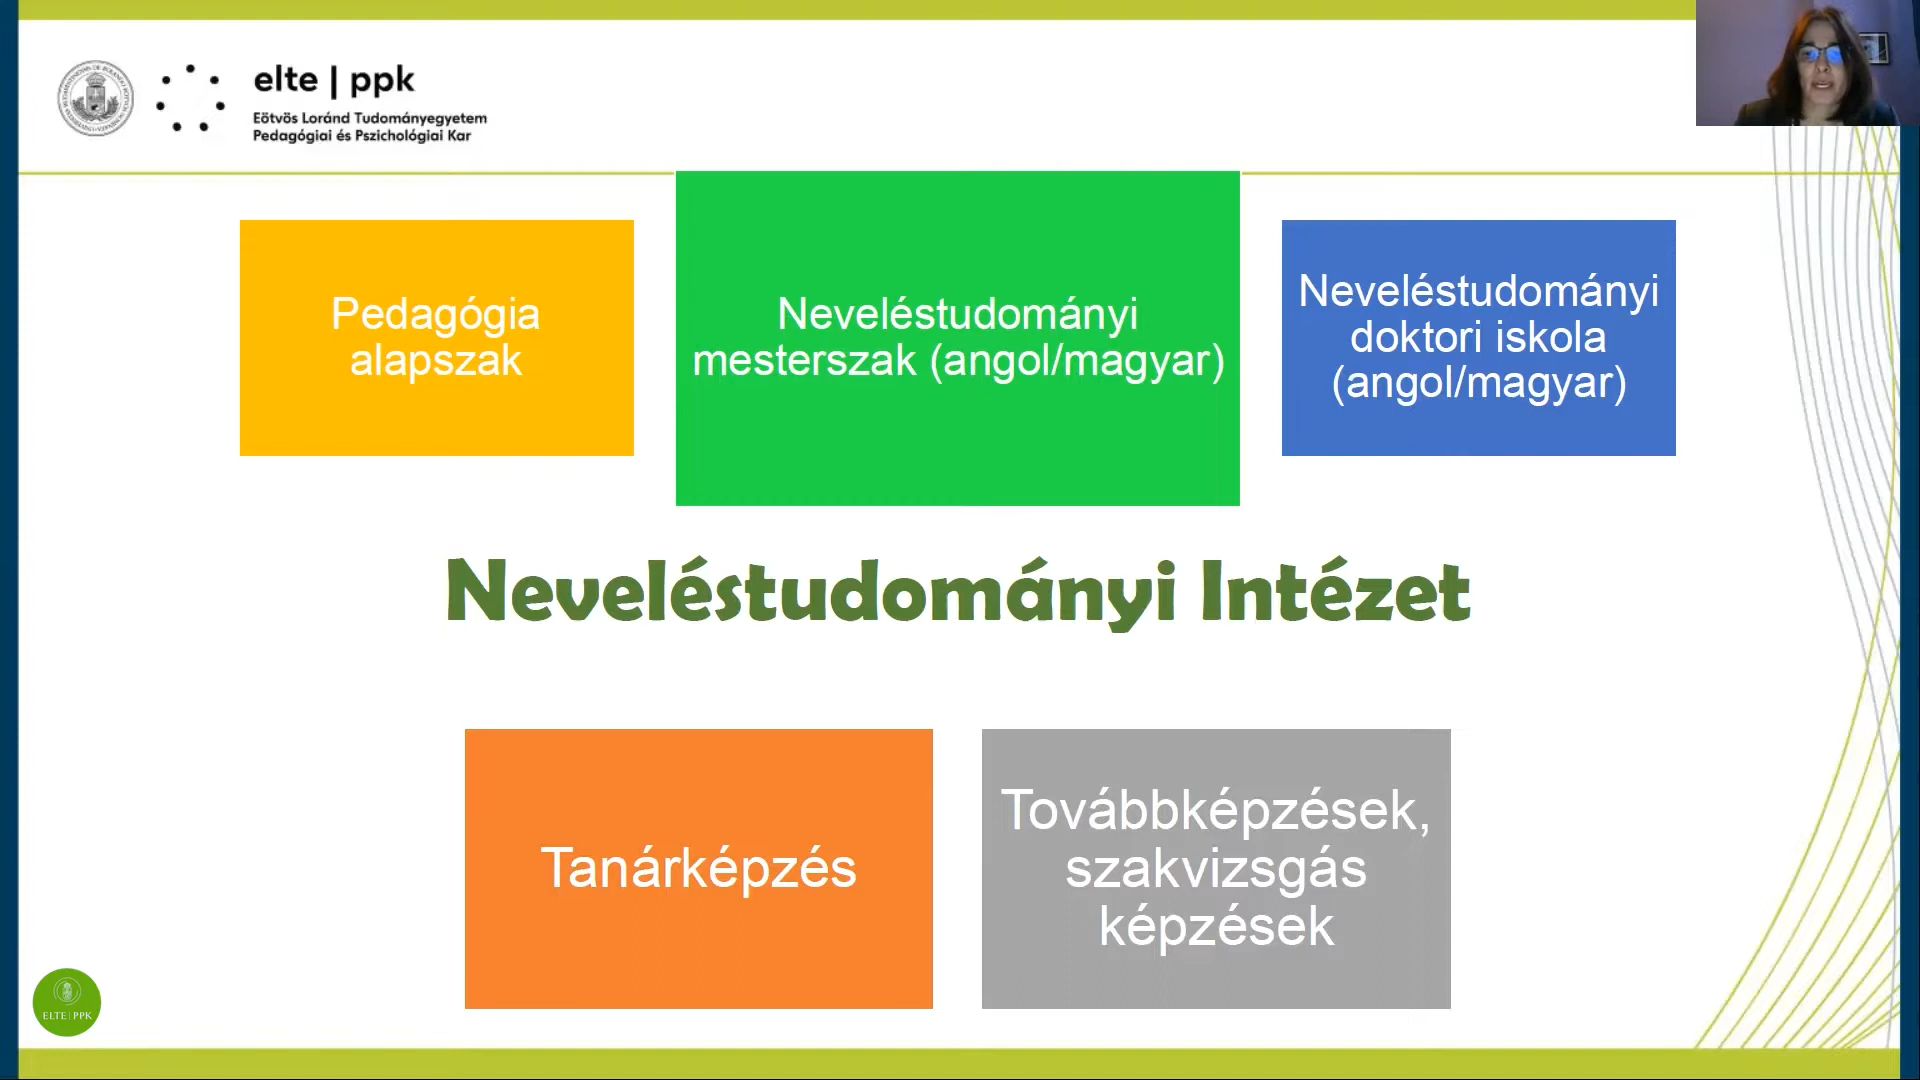 elte | ppk
Eötvös Loránd Tudományegyetem
Pedagógiai és Pszichológiai Kar
Pedagógia
alapszak
Neveléstudományi
mesterszak (angol/magyar)
Neveléstudományi
doktori iskola
(angol/magyar)
Neveléstudományi Intézet
Tanárképzés
Továbbképzések,
szakvizsgás
képzések
ELTE | PPK